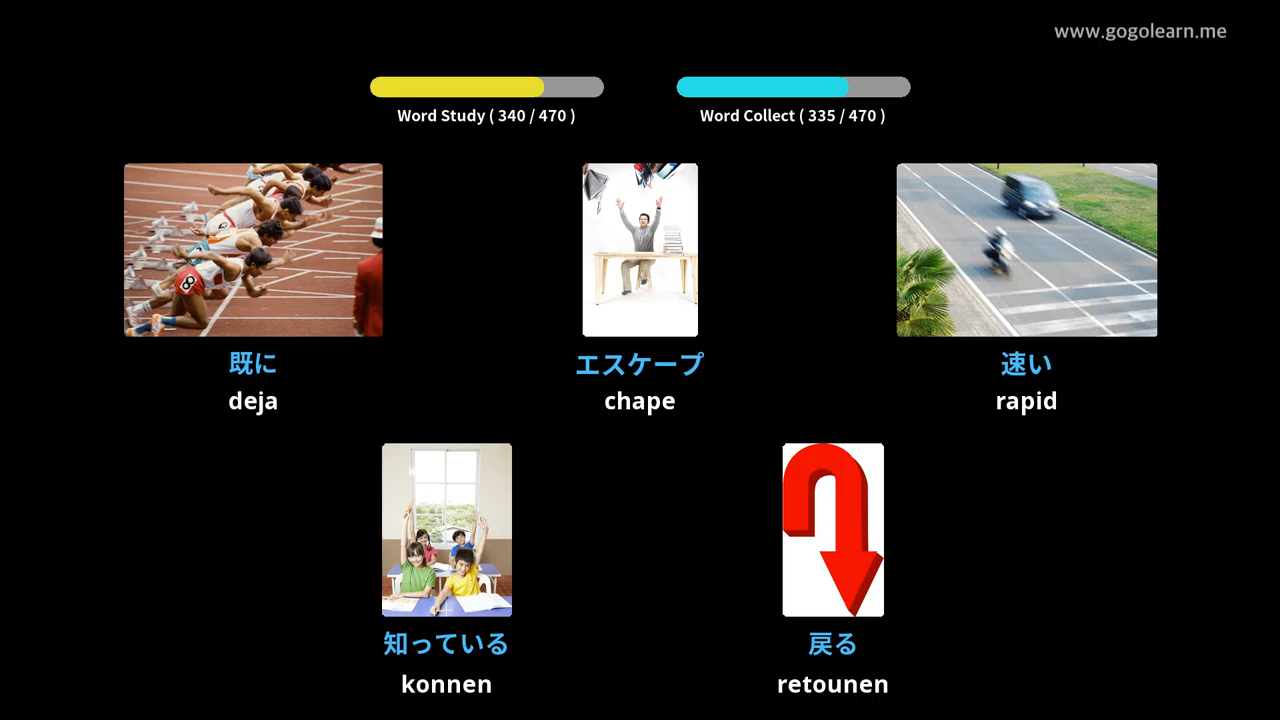 www.gogolearn.me
Word Study ( 340 / 470 )
Word Collect ( 335 / 470 )
既に
deja
エスケープ
chape
速い
rapid
知っている
konnen
戻る
retounen